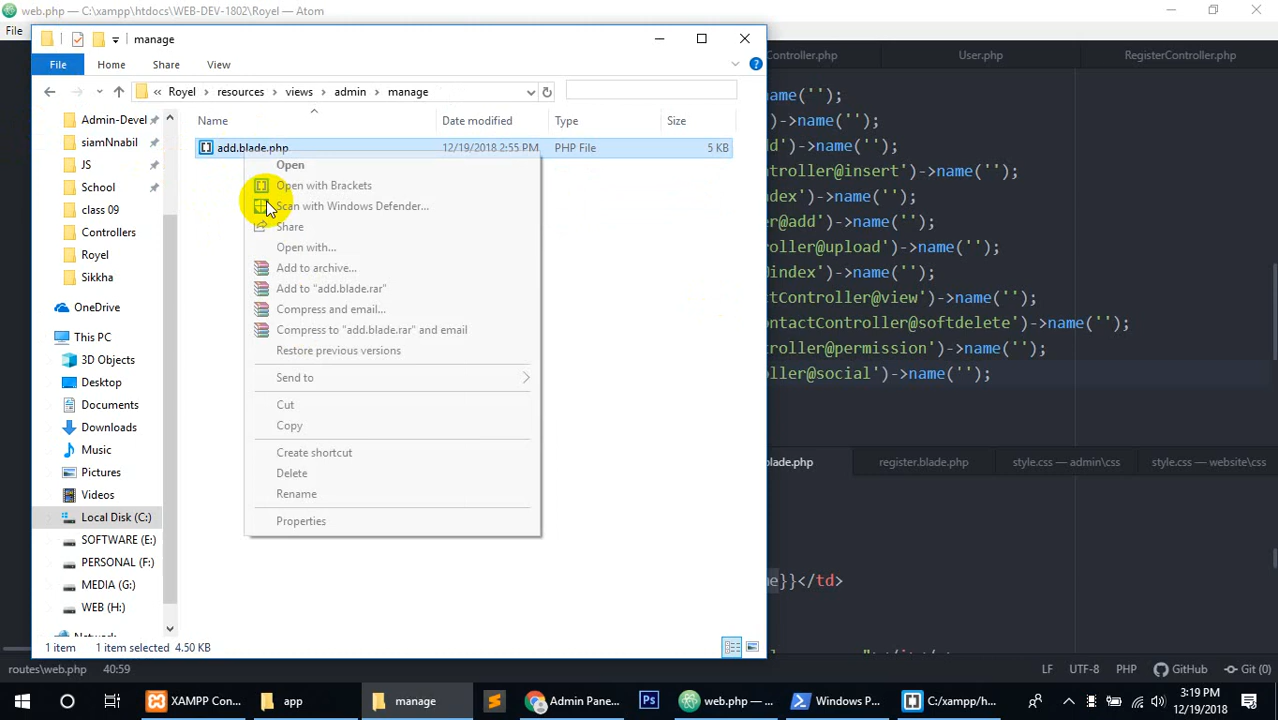 web.php — C:\xampp\htdocs\WEB-DEV-1802\Royel — Atom
File
manage
File Home Share View
« Royel › resources › views › admin › manage
Name Date modified Type Size
add.blade.php 12/19/2018 2:55 PM PHP File 5 KB
Admin-Devel
siamNnabil
JS
School
class 09
Controllers
Royel
Sikkha
OneDrive
This PC
3D Objects
Desktop
Documents
Downloads
Music
Pictures
Videos
Local Disk (C:)
SOFTWARE (E:)
PERSONAL (F:)
MEDIA (G:)
WEB (H:)
Open
Open with Brackets
Scan with Windows Defender...
Share
Open with...
Add to archive...
Add to "add.blade.rar"
Compress and email...
Compress to "add.blade.rar" and email
Restore previous versions
Send to
Cut
Copy
Create shortcut
Delete
Rename
Properties
1 item 1 item selected 4.50 KB
Controller.php User.php RegisterController.php
ame('');
)->name('');
dd')->name('');
roller@insert')->name('');
ndex')->name('');
er@add')->name('');
oller@upload')->name('');
@index')->name('');
ctController@view')->name('');
ontactController@softdelete')->name('');
troller@permission')->name('');
ller@social')->name('');
blade.php register.blade.php style.css — admin\css style.css — website\css
e}}</td>
routes\web.php 40:59 LF UTF-8 PHP GitHub Git (0)
XAMPP Con... app manage Admin Pane... web.php — ... Windows P... C:/xampp/h... 3:19 PM
12/19/2018